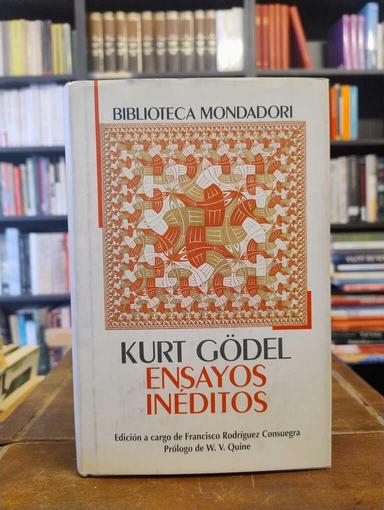 BIBLIOTECA MONDADORI
KURT GÖDEL
ENSAYOS
INÉDITOS
Edición a cargo de Francisco Rodríguez Consuegra
Prólogo de W. V. Quine